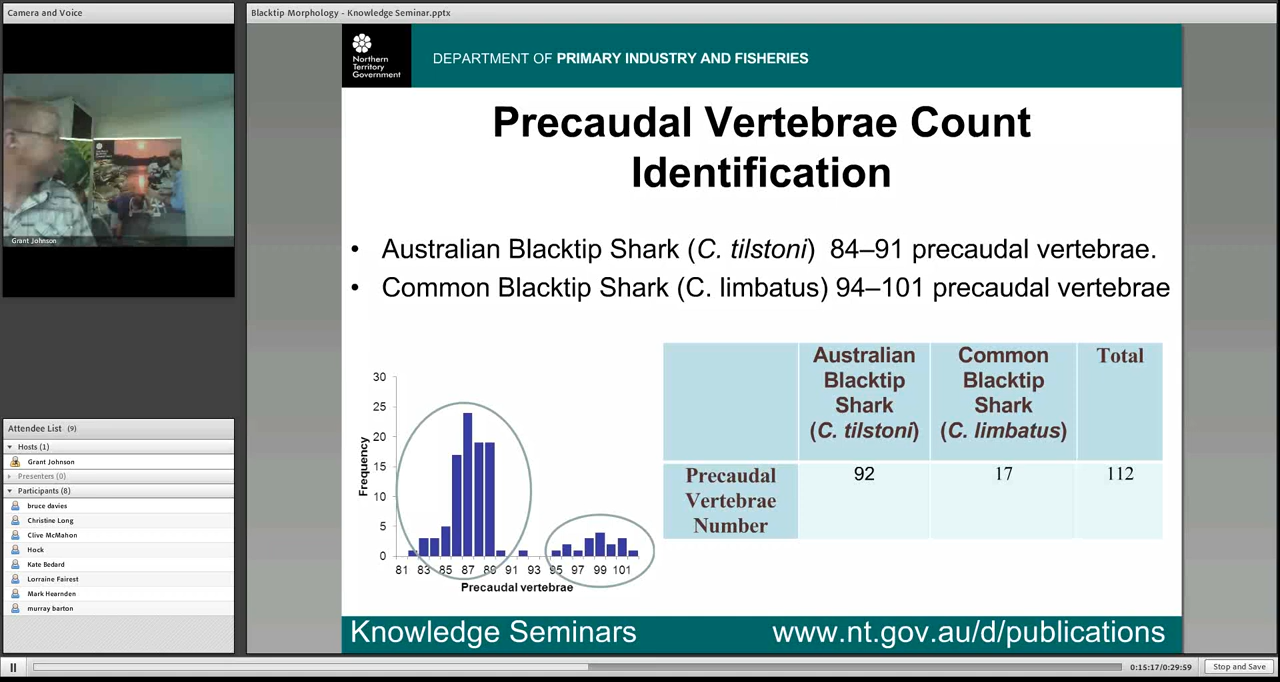 Camera and Voice
Grant Johnson
Attendee List (9)
Hosts (1)
Grant Johnson
Presenters (0)
Participants (8)
bruce davies
Christine Long
Clive McMahon
Hock
Kate Bedard
Lorraine Fairest
Mark Hearnden
murray barton
Blacktip Morphology - Knowledge Seminar.pptx
Northern
Territory
Government
DEPARTMENT OF PRIMARY INDUSTRY AND FISHERIES
Precaudal Vertebrae Count
Identification
• Australian Blacktip Shark (C. tilstoni) 84–91 precaudal vertebrae.
• Common Blacktip Shark (C. limbatus) 94–101 precaudal vertebrae
30
25
20
15
10
5
0
Frequency
81 83 85 87 89 91 93 95 97 99 101
Precaudal vertebrae
Australian
Blacktip
Shark
(C. tilstoni)
Common
Blacktip
Shark
(C. limbatus)
Total
Precaudal
Vertebrae
Number
92 17 112
Knowledge Seminars www.nt.gov.au/d/publications
0:15:17/0:29:59
Stop and Save